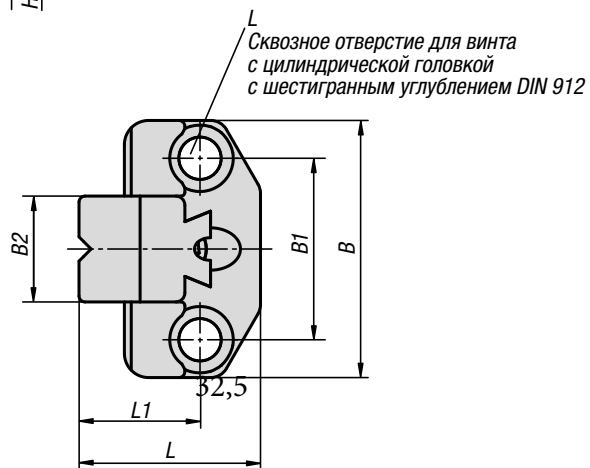 H
L
Сквозное отверстие для винта
с цилиндрической головкой
с шестигранным углублением DIN 912
B2
B1
B
32,5
L1
L